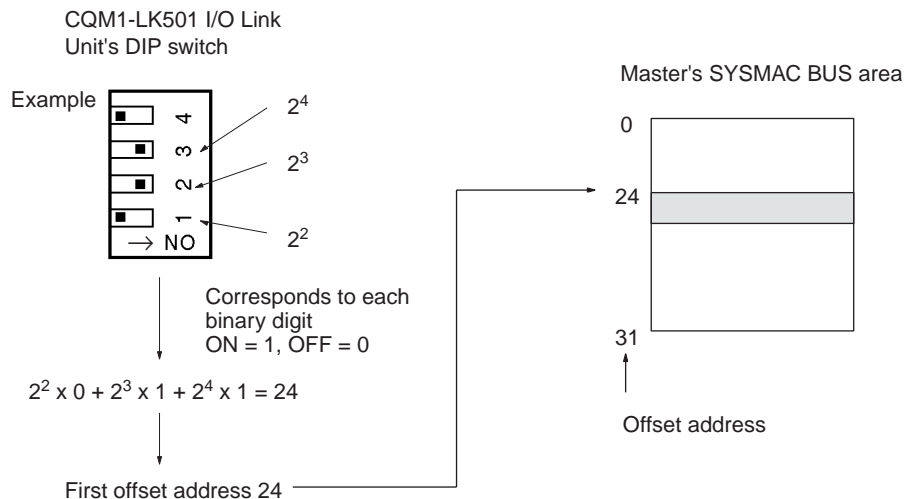 CQM1-LK501 I/O Link
Unit's DIP switch
Example
4
3
2
1
→ NO
2⁴
2³
2²
Corresponds to each
binary digit
ON = 1, OFF = 0
2² x 0 + 2³ x 1 + 2⁴ x 1 = 24
First offset address 24
Master's SYSMAC BUS area
0
24
31
Offset address